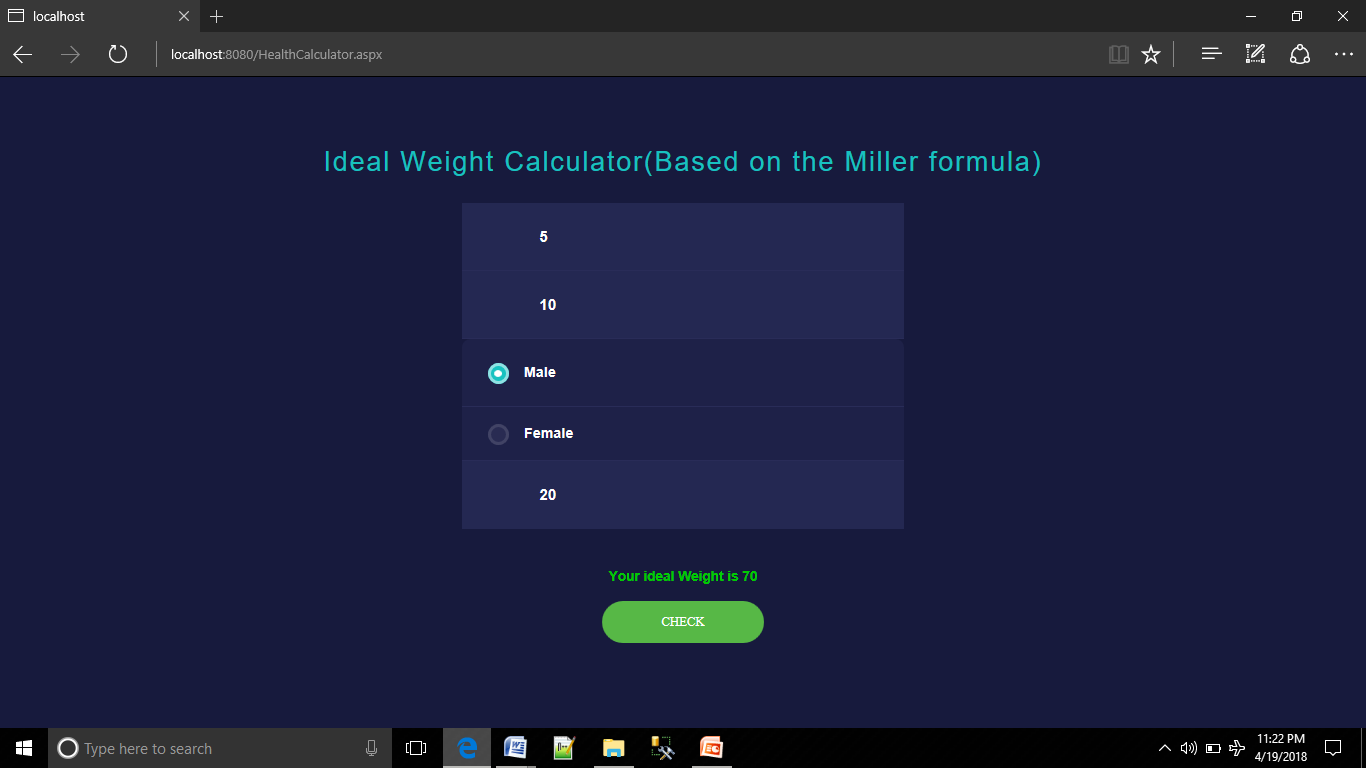 localhost
localhost:8080/HealthCalculator.aspx
Ideal Weight Calculator(Based on the Miller formula)
5
10
Male
Female
20
Your ideal Weight is 70
CHECK
Type here to search
11:22 PM
4/19/2018